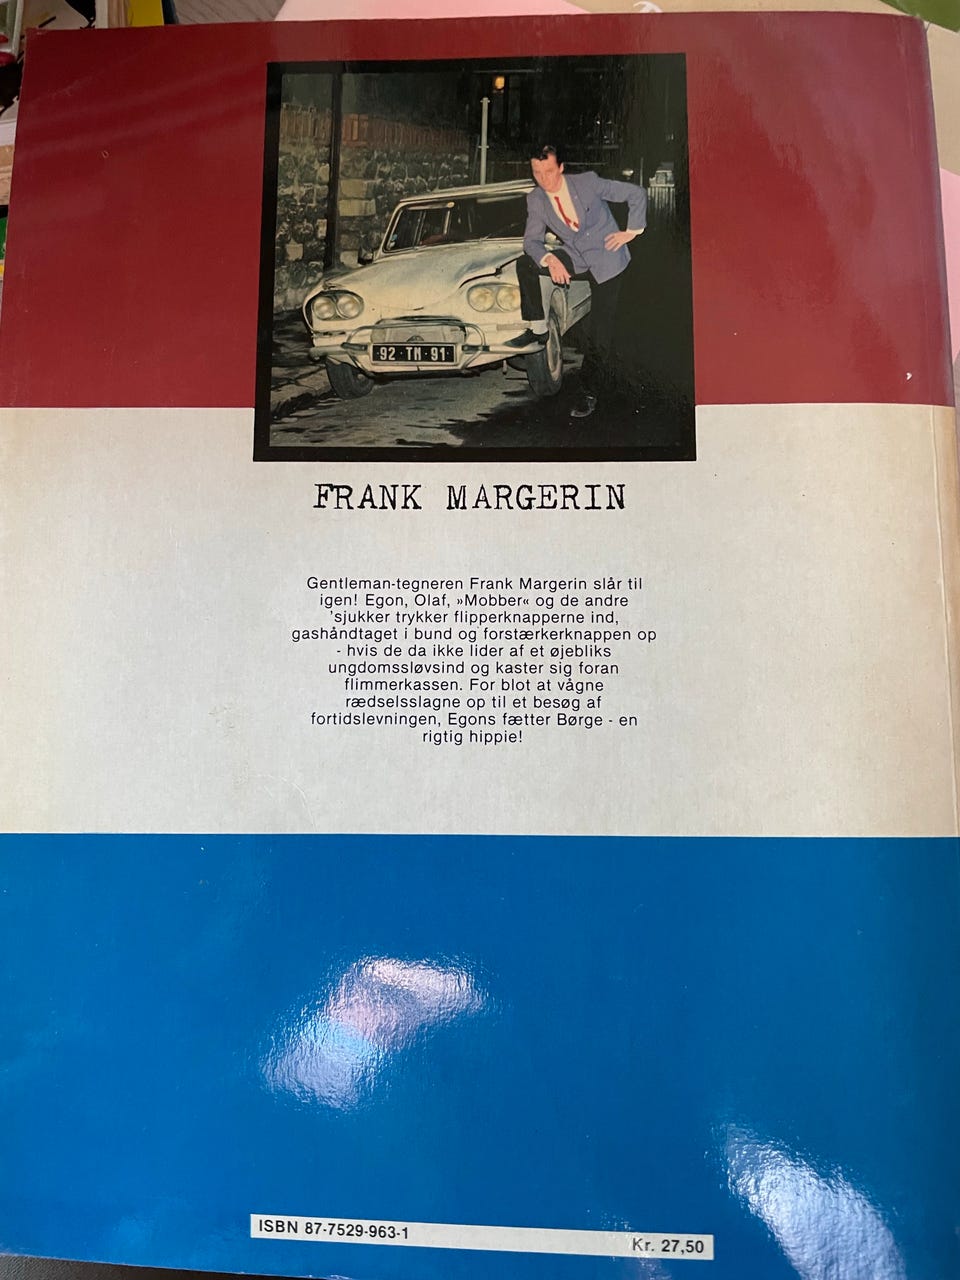 92 TN 91
FRANK MARGERIN
Gentleman-tegneren Frank Margerin slår til
igen! Egon, Olaf, »Mobber« og de andre
'sjukker trykker flipperknapperne ind,
gashåndtaget i bund og forstærkerknappen op
- hvis de da ikke lider af et øjebliks
ungdomssløvsind og kaster sig foran
flimmerkassen. For blot at vågne
rædselsslagne op til et besøg af
fortidslevningen, Egons fætter Børge - en
rigtig hippie!
ISBN 87-7529-963-1
Kr. 27,50